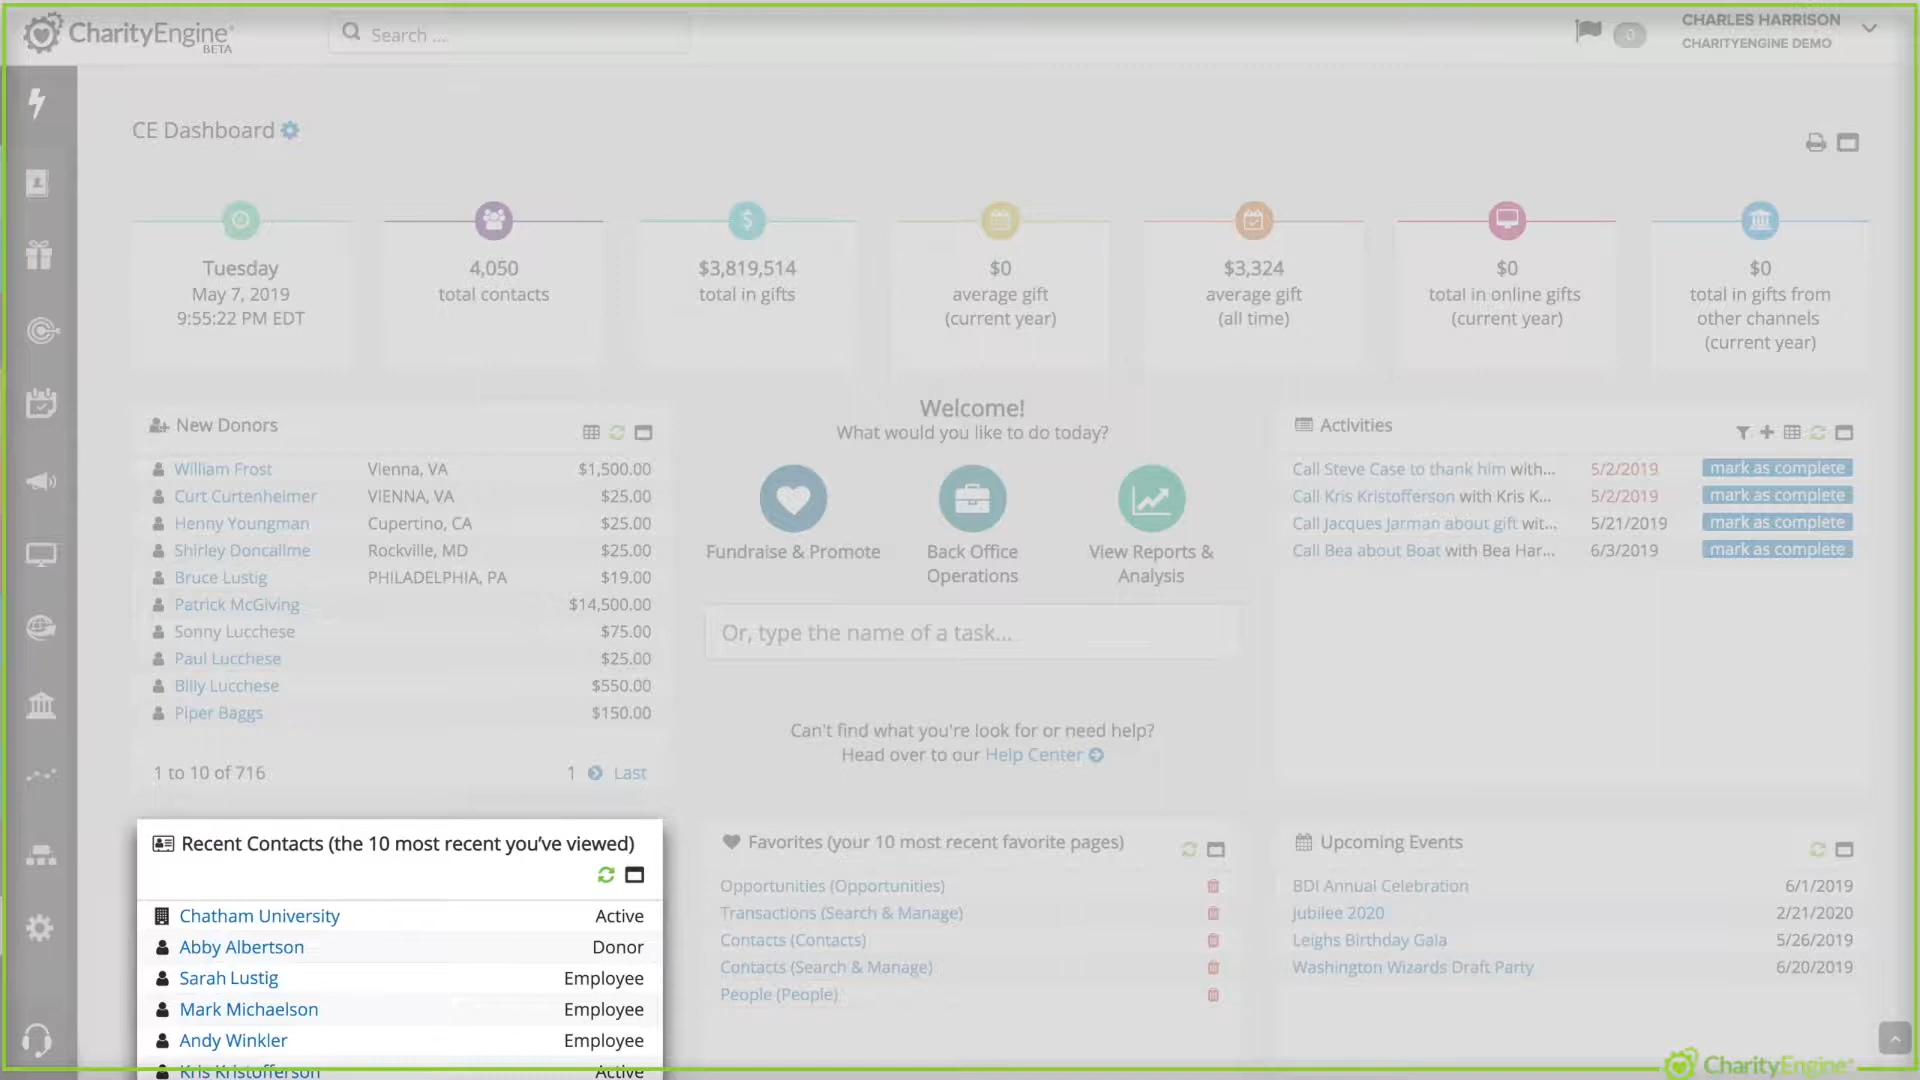 CharityEngine
BETA
Search ...
0
CHARLES HARRISON
CHARITYENGINE DEMO
CE Dashboard
Tuesday
May 7, 2019
9:55:22 PM EDT
4,050
total contacts
$3,819,514
total in gifts
$0
average gift
(current year)
$3,324
average gift
(all time)
$0
total in online gifts
(current year)
$0
total in gifts from
other channels
(current year)
New Donors
William Frost Vienna, VA $1,500.00
Curt Curtenheimer VIENNA, VA $25.00
Henny Youngman Cupertino, CA $25.00
Shirley Doncallme Rockville, MD $25.00
Bruce Lustig PHILADELPHIA, PA $19.00
Patrick McGiving $14,500.00
Sonny Lucchese $75.00
Paul Lucchese $25.00
Billy Lucchese $550.00
Piper Baggs $150.00
1 to 10 of 716 1 Last
Welcome!
What would you like to do today?
Fundraise & Promote
Back Office
Operations
View Reports &
Analysis
Or, type the name of a task...
Can't find what you're look for or need help?
Head over to our Help Center
Activities
Call Steve Case to thank him with... 5/2/2019 mark as complete
Call Kris Kristofferson with Kris K... 5/2/2019 mark as complete
Call Jacques Jarman about gift wit... 5/21/2019 mark as complete
Call Bea about Boat with Bea Har... 6/3/2019 mark as complete
Recent Contacts (the 10 most recent you’ve viewed)
Chatham University Active
Abby Albertson Donor
Sarah Lustig Employee
Mark Michaelson Employee
Andy Winkler Employee
Kris Kristofferson Active
Favorites (your 10 most recent favorite pages)
Opportunities (Opportunities)
Transactions (Search & Manage)
Contacts (Contacts)
Contacts (Search & Manage)
People (People)
Upcoming Events
BDI Annual Celebration 6/1/2019
Jubilee 2020 2/21/2020
Leighs Birthday Gala 5/26/2019
Washington Wizards Draft Party 6/20/2019
CharityEngine